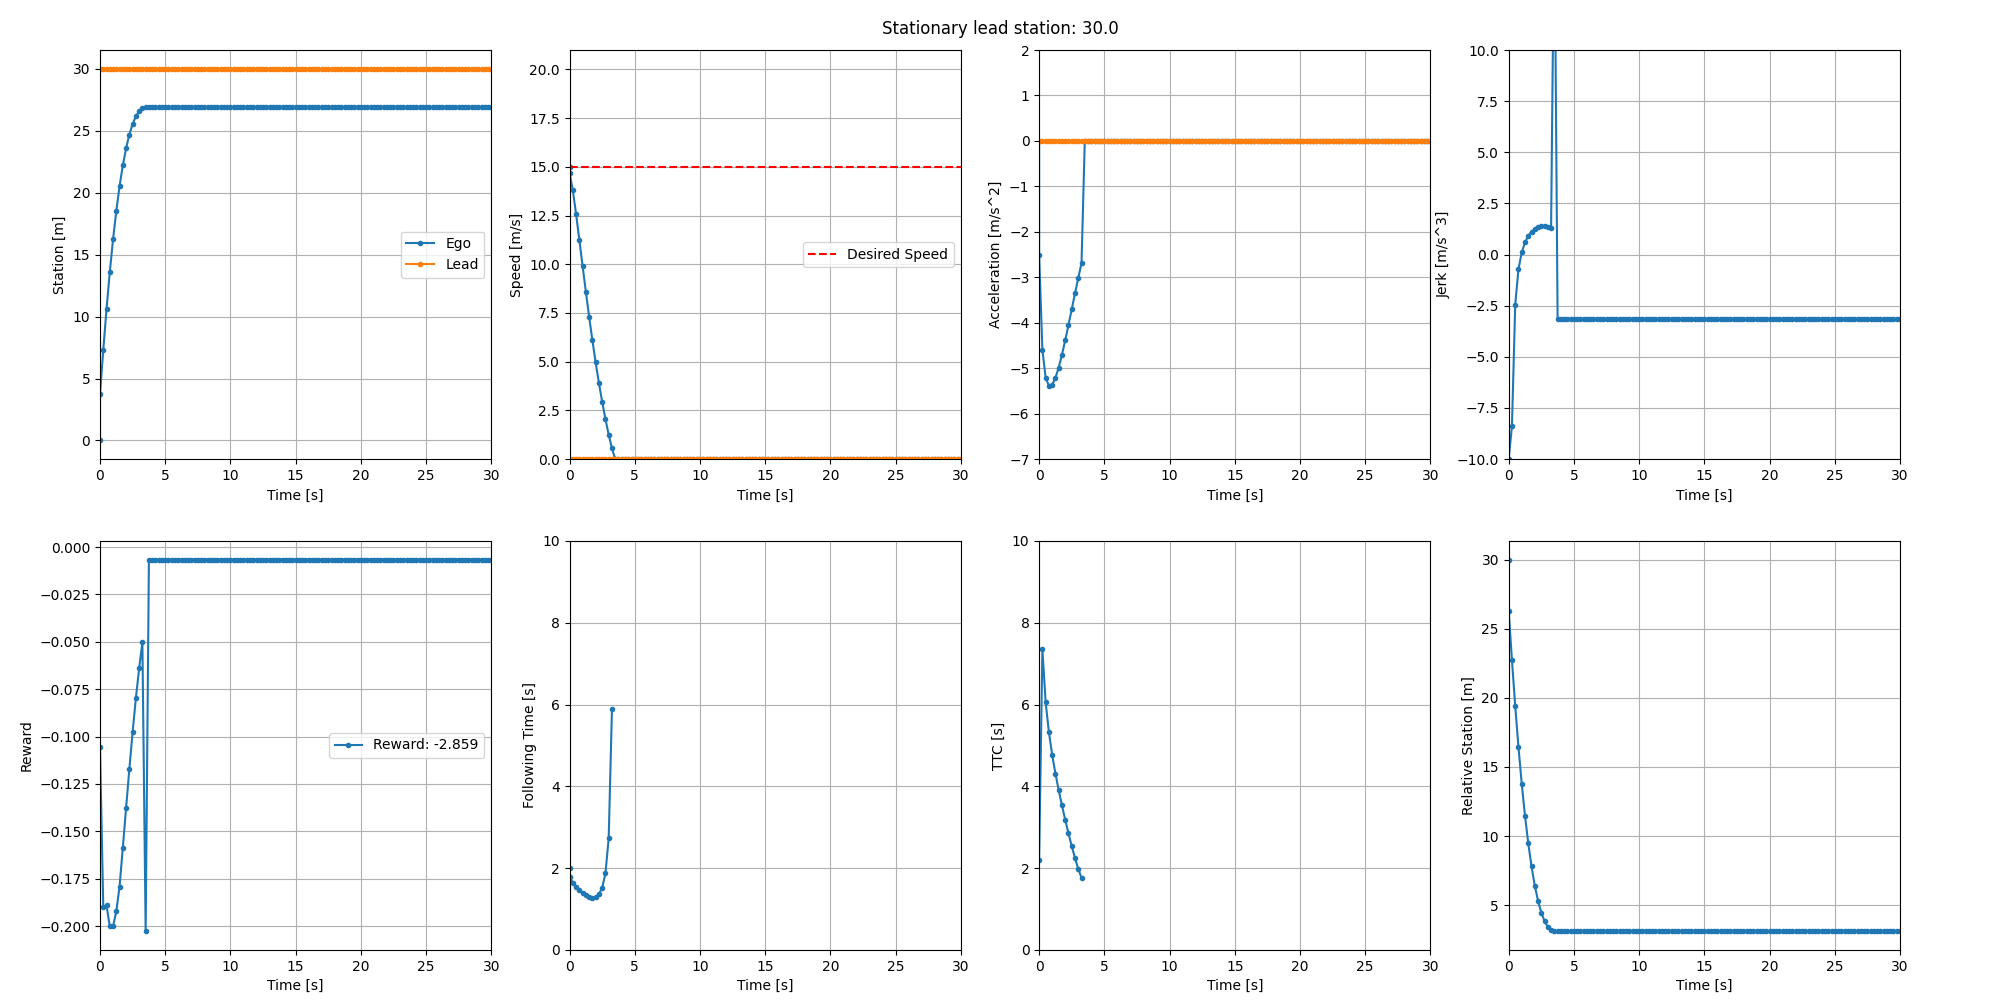 Stationary lead station: 30.0
Station [m]
30
25
20
15
10
5
0
Ego
Lead
0 5 10 15 20 25 30
Time [s]
Speed [m/s]
20.0
17.5
15.0
12.5
10.0
7.5
5.0
2.5
0.0
Desired Speed
0 5 10 15 20 25 30
Time [s]
Acceleration [m/s^2]
2
1
0
−1
−2
−3
−4
−5
−6
−7
0 5 10 15 20 25 30
Time [s]
Jerk [m/s^3]
10.0
7.5
5.0
2.5
0.0
−2.5
−5.0
−7.5
−10.0
0 5 10 15 20 25 30
Time [s]
Reward
0.000
−0.025
−0.050
−0.075
−0.100
−0.125
−0.150
−0.175
−0.200
Reward: -2.859
0 5 10 15 20 25 30
Time [s]
Following Time [s]
10
8
6
4
2
0
0 5 10 15 20 25 30
Time [s]
TTC [s]
10
8
6
4
2
0
0 5 10 15 20 25 30
Time [s]
Relative Station [m]
30
25
20
15
10
5
0 5 10 15 20 25 30
Time [s]